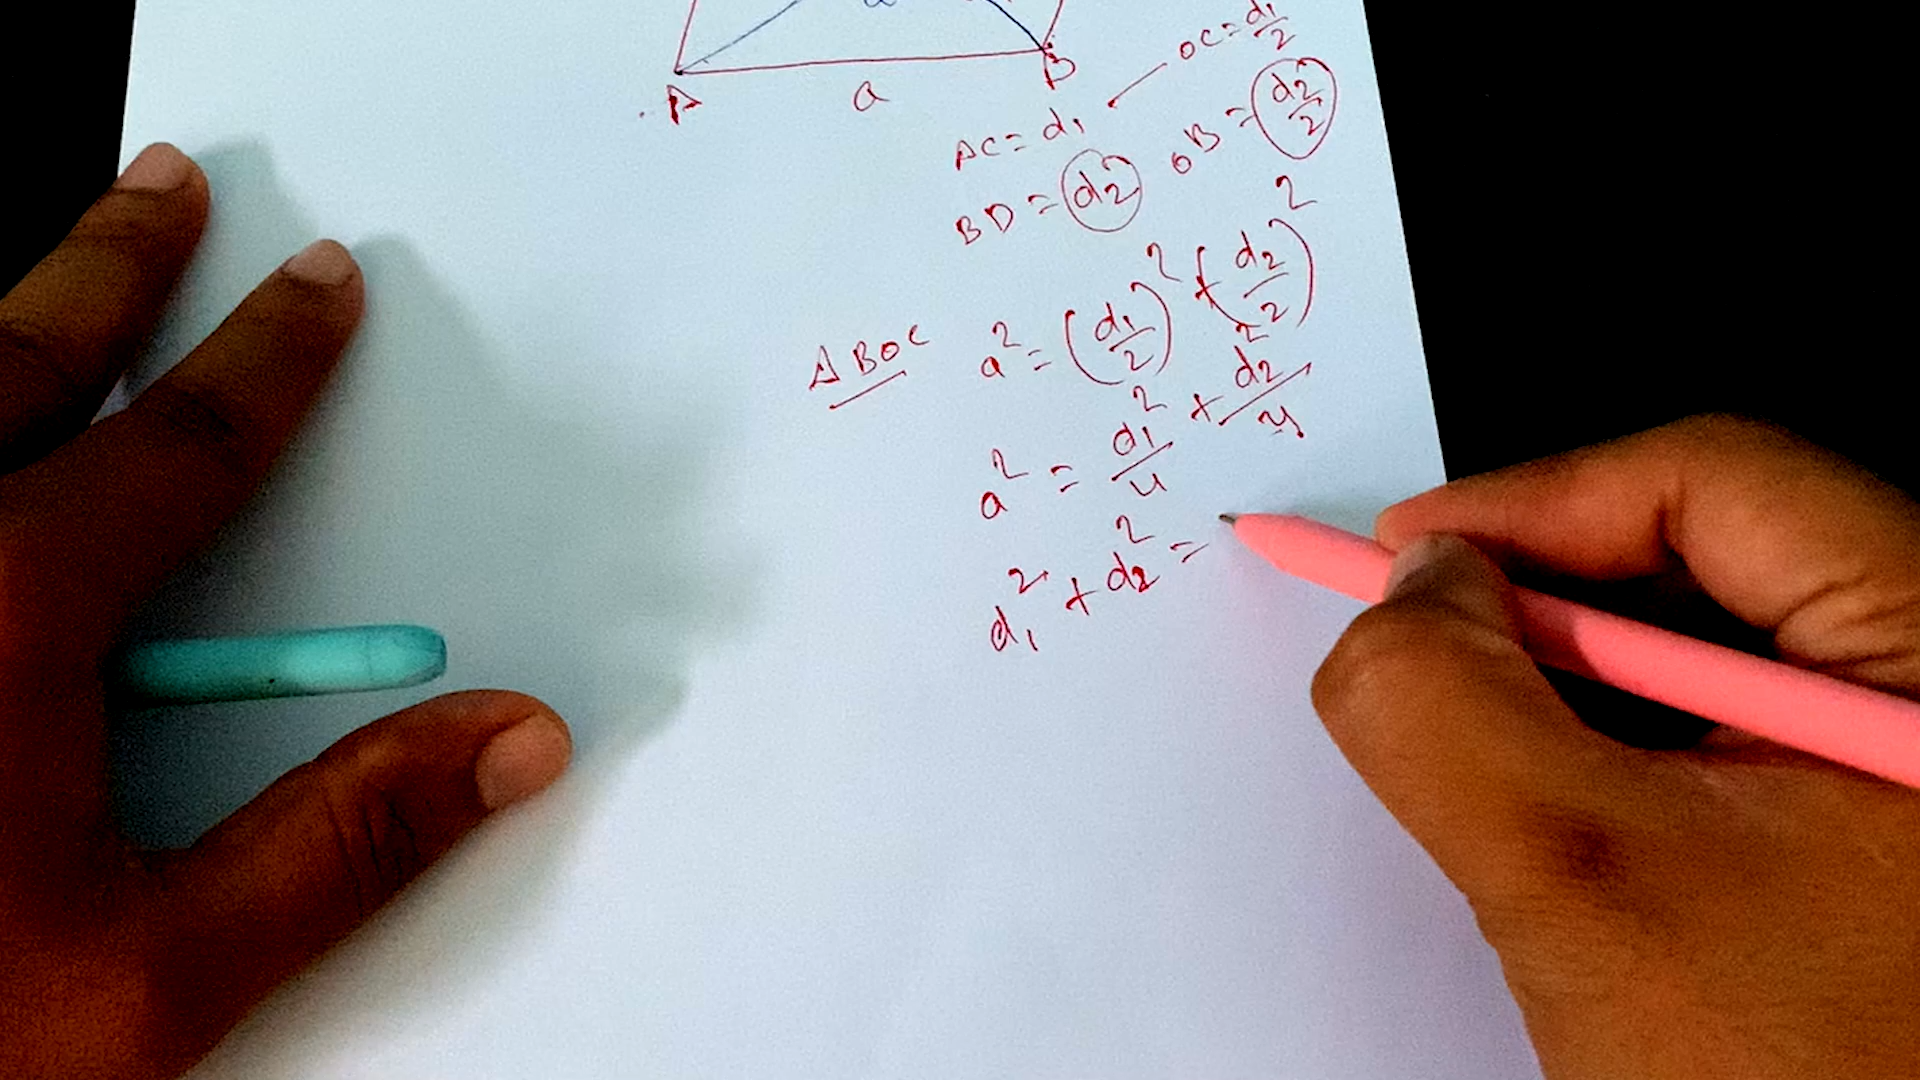 A
a
B
OC = d₁/2
AC = d₁
OB = d₂/2
BD = d₂
Δ BOC a² = (d₁/2)² + (d₂/2)²
a² = d₁²/4 + d₂²/4
d₁² + d₂² =